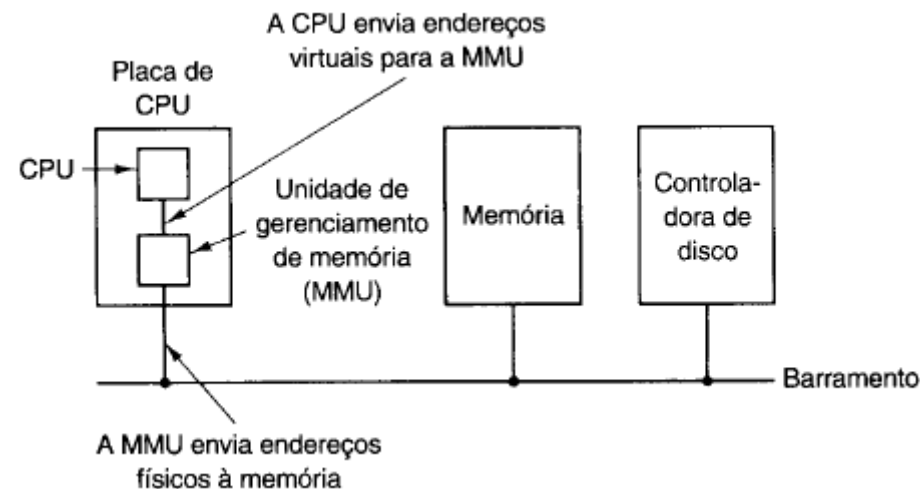 A CPU envia endereços
virtuais para a MMU
Placa de
CPU
CPU
Unidade de
gerenciamento
de memória
(MMU)
Memória
Controla-
dora de
disco
Barramento
A MMU envia endereços
físicos à memória